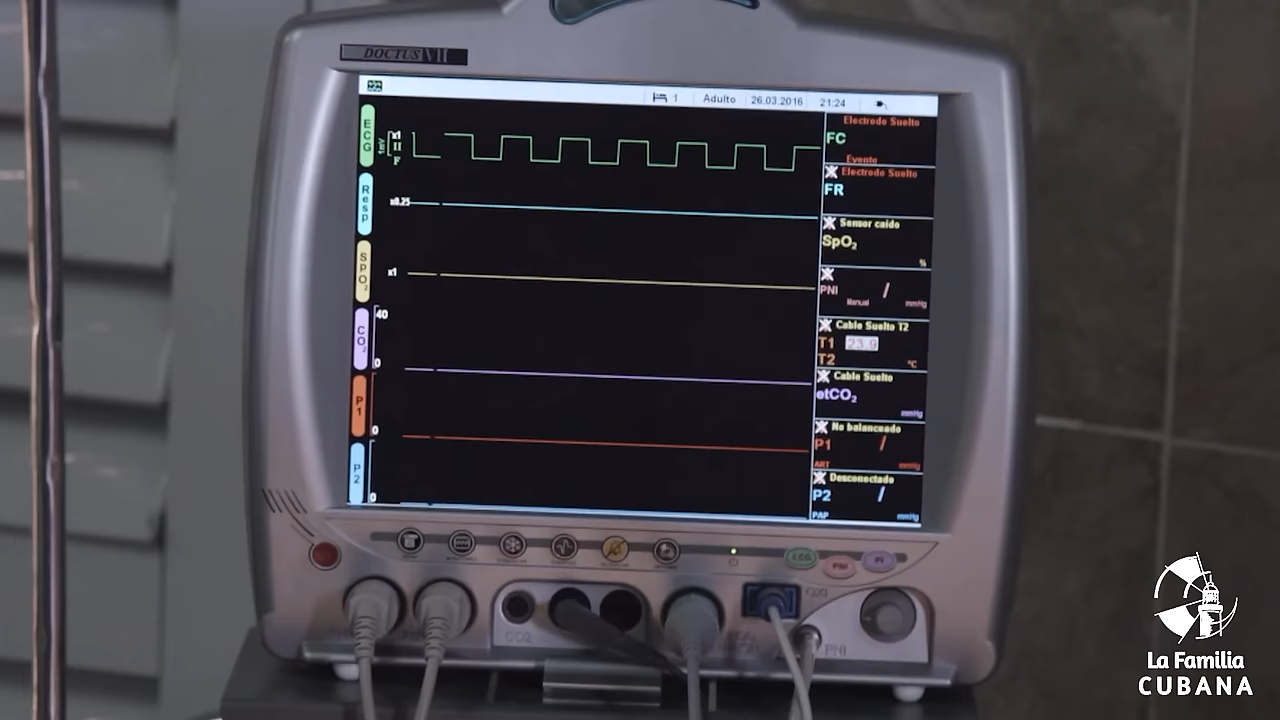 DOCTUS VII
1 Adulto 26.03.2016 21:24
ECG
1mV
x1
II
F
Resp
x0.25
SpO2
x1
CO2
40
0
P1
0
P2
0
Electrodo Suelto
FC
Evento
Electrodo Suelto
FR
Sensor caído
SpO2
%
PNI /
Manual mmHg
Cable Suelto T2
T1 23.9
T2 °C
Cable Suelto
etCO2
mmHg
No balanceado
P1 /
ART mmHg
Desconectado
P2 /
PAP mmHg
ECG PNI PI
CO2
PNI
La Familia
CUBANA